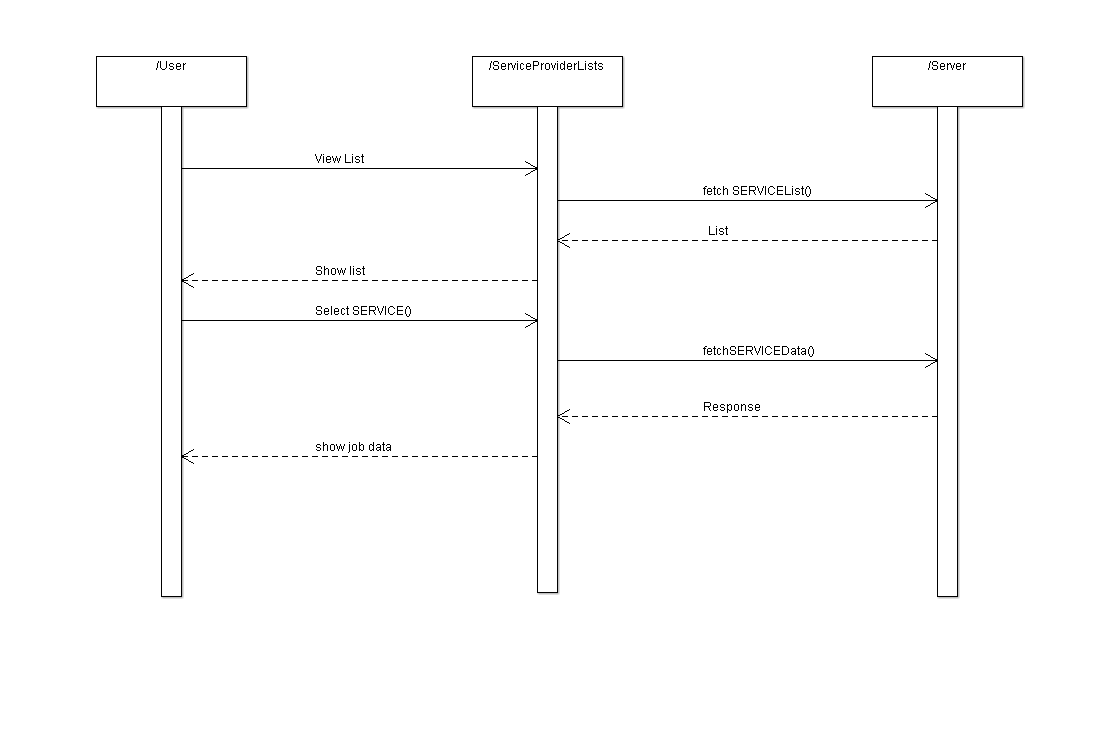 /User
/ServiceProviderLists
/Server
View List
fetch SERVICEList()
List
Show list
Select SERVICE()
fetchSERVICEData()
Response
show job data